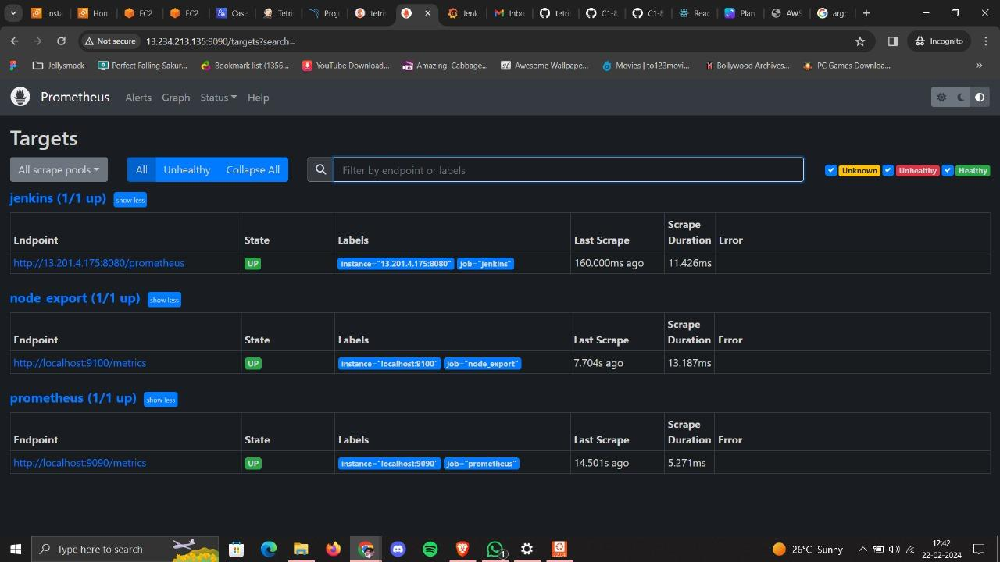 Insta
Hom
EC2
EC2
Case
Tetri
Proj
tetri
Jenk
Inbo
tetri
C1-8
C1-8
Reac
Plan
AWS
argc
Not secure
13.234.213.135:9090/targets?search=
Incognito
Jellysmack
Perfect Falling Sakur...
Bookmark list (1356...
YouTube Download...
Amazing! Cabbage...
Awesome Wallpape...
Movies | to123movi...
Bollywood Archives...
PC Games Downloa...
Prometheus Alerts Graph Status Help
Targets
All scrape pools
All Unhealthy Collapse All
Filter by endpoint or labels
Unknown Unhealthy Healthy
jenkins (1/1 up) show less
Endpoint State Labels Last Scrape Scrape Duration Error
http://13.201.4.175:8080/prometheus UP instance="13.201.4.175:8080" job="jenkins" 160.000ms ago 11.426ms
node_export (1/1 up) show less
Endpoint State Labels Last Scrape Scrape Duration Error
http://localhost:9100/metrics UP instance="localhost:9100" job="node_export" 7.704s ago 13.187ms
prometheus (1/1 up) show less
Endpoint State Labels Last Scrape Scrape Duration Error
http://localhost:9090/metrics UP instance="localhost:9090" job="prometheus" 14.501s ago 5.271ms
Type here to search
1
22.04
26°C Sunny
12:42
22-02-2024